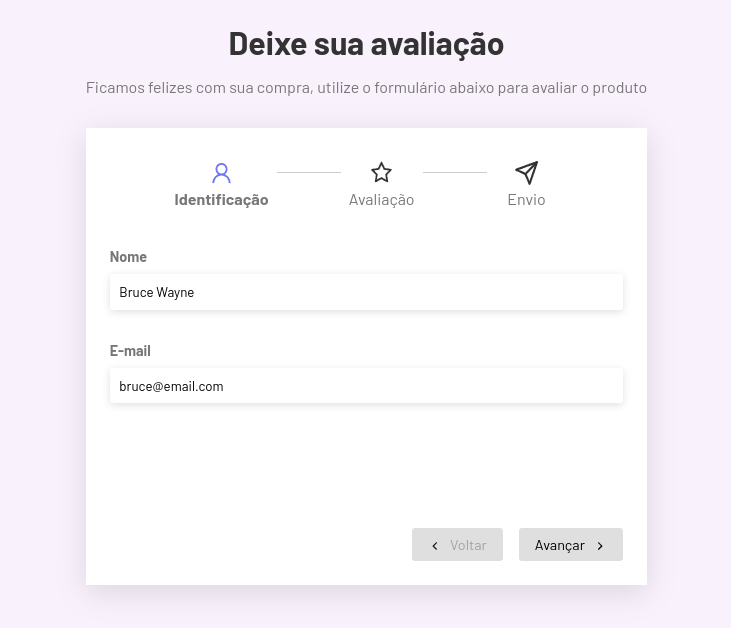 Deixe sua avaliação
Ficamos felizes com sua compra, utilize o formulário abaixo para avaliar o produto
Identificação
Avaliação
Envio
Nome
Bruce Wayne
E-mail
bruce@email.com
Voltar
Avançar